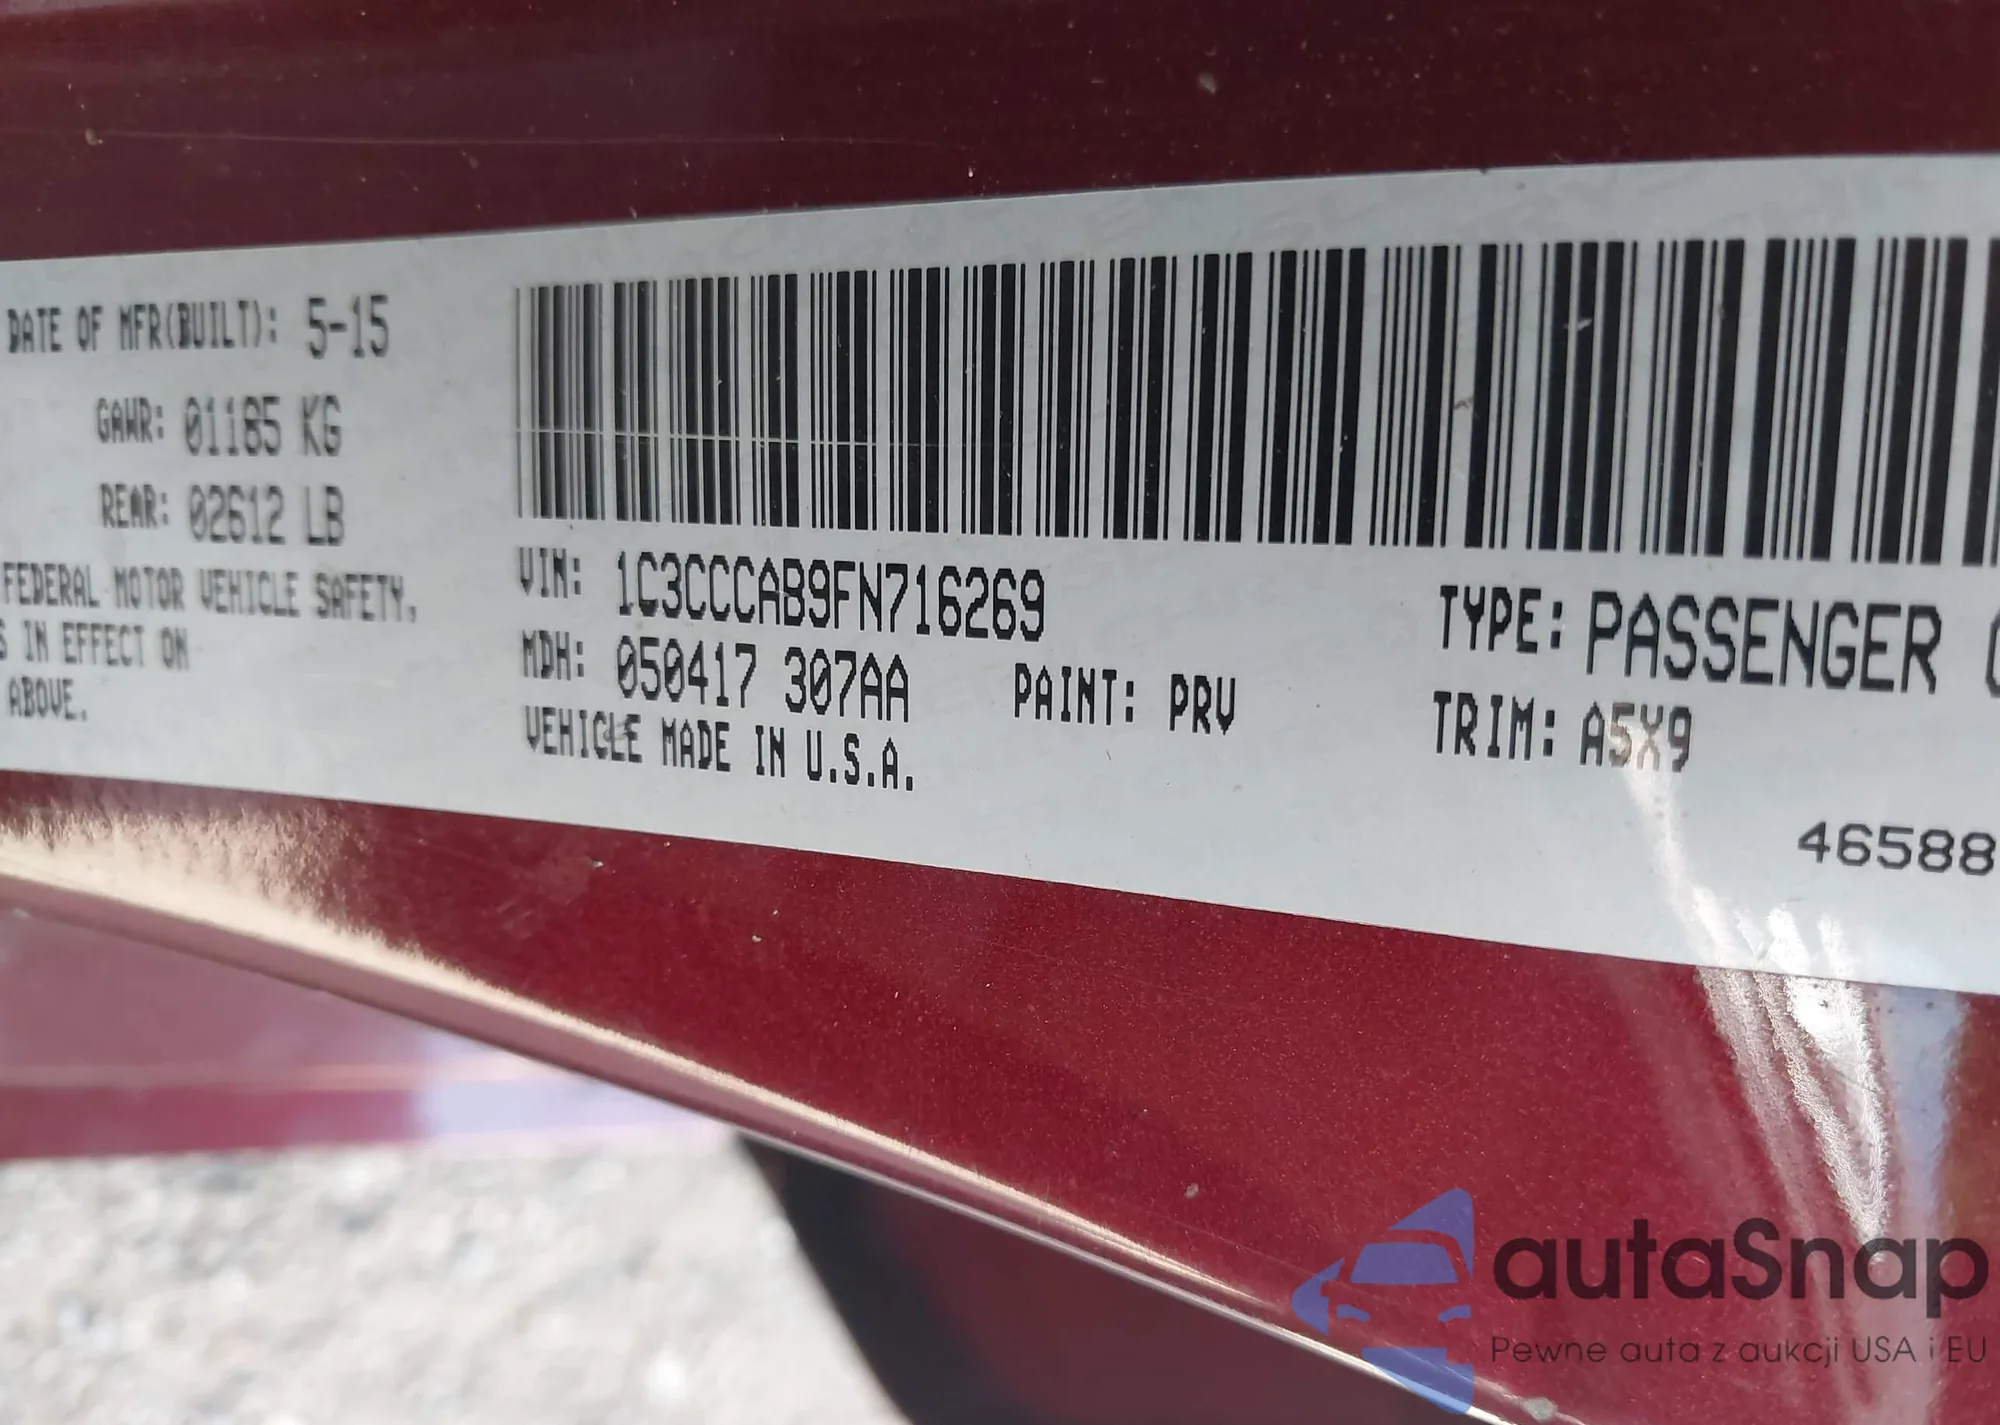 DATE OF MFR(BUILT): 5-15
GAWR: 01185 KG
REAR: 02612 LB
FEDERAL MOTOR VEHICLE SAFETY,
S IN EFFECT ON
ABOVE.
VIN: 1C3CCCAB9FN716269
MDH: 050417 307AA PAINT: PRV
VEHICLE MADE IN U.S.A.
TYPE: PASSENGER
TRIM: A5X9
46588
autaSnap
Pewne auta z aukcji USA i EU